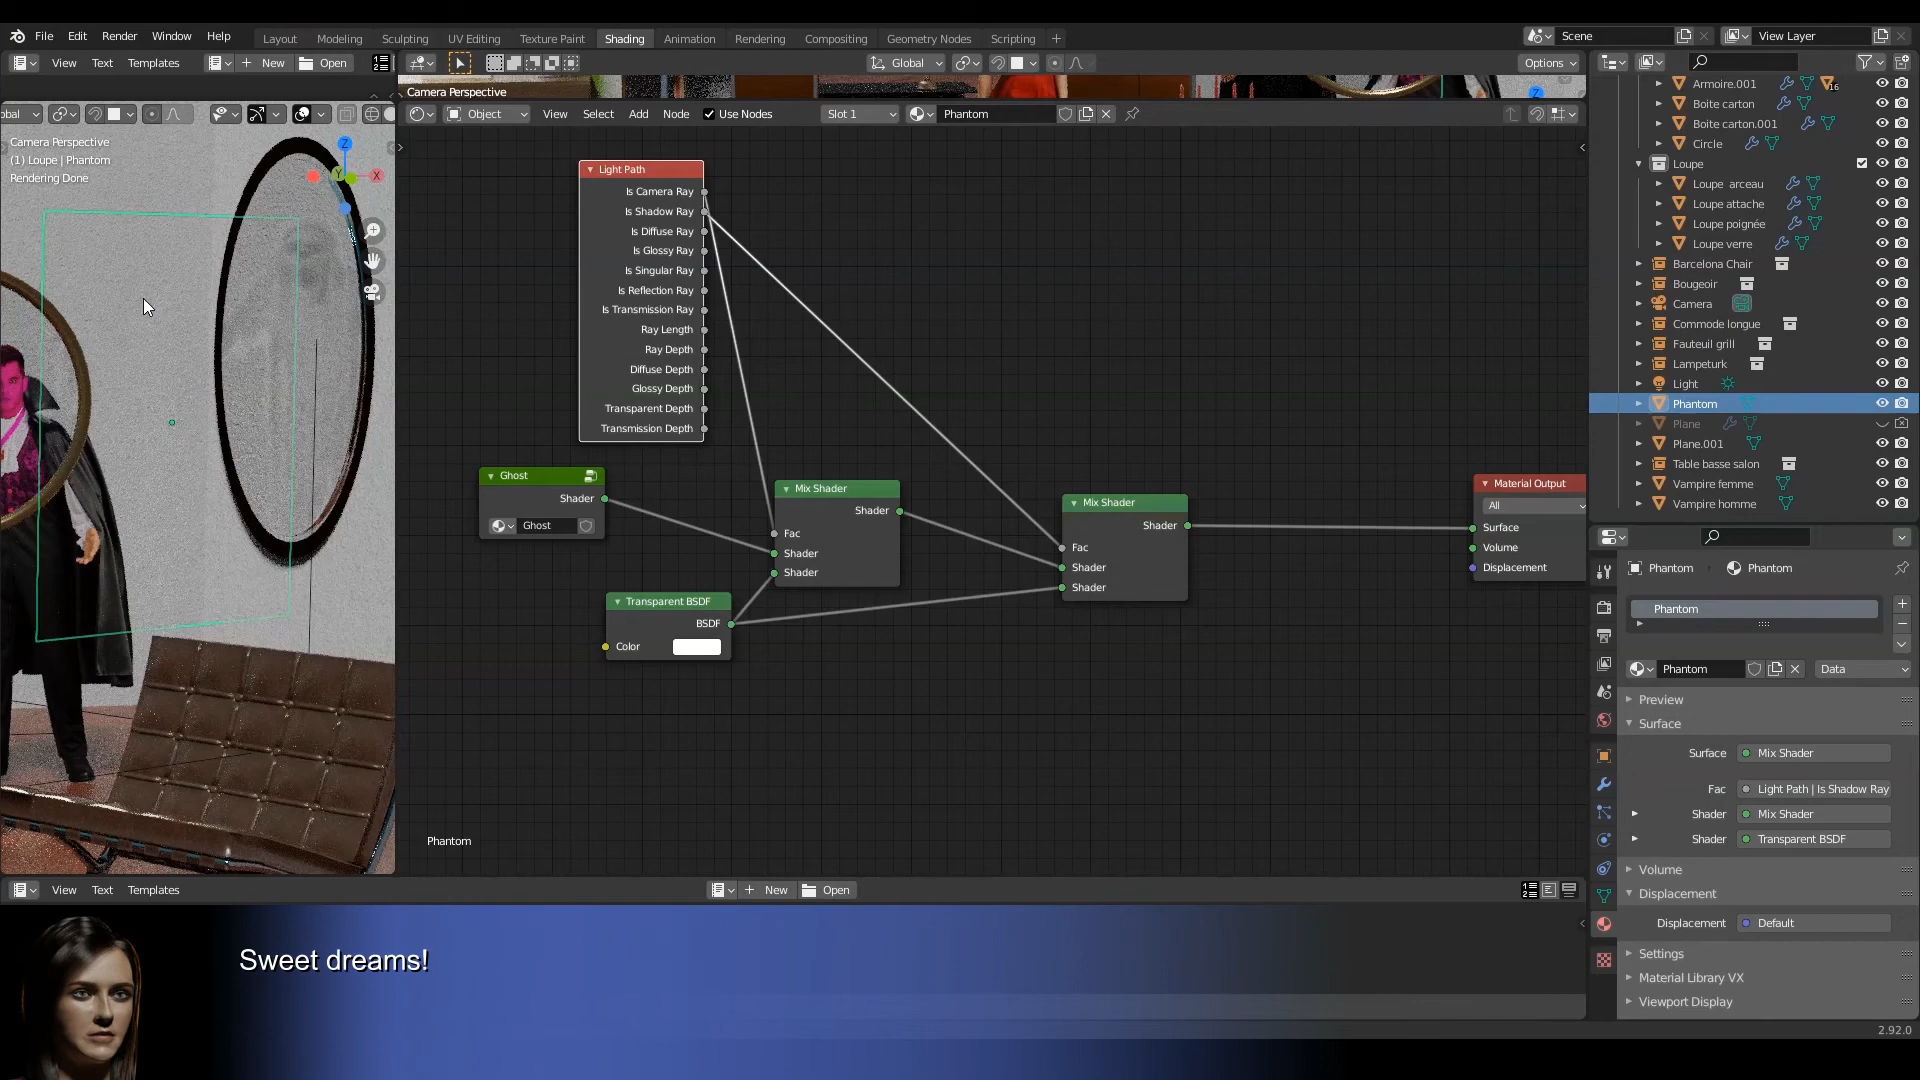 File Edit Render Window Help Layout Modeling Sculpting UV Editing Texture Paint Shading Animation Rendering Compositing Geometry Nodes Scripting + Scene View Layer
View Text Templates + New Open Global Options
Camera Perspective
obal Object View Select Add Node Use Nodes Slot 1 Phantom
Camera Perspective
(1) Loupe | Phantom
Rendering Done
Z
X
Y
Z
Light Path
Is Camera Ray
Is Shadow Ray
Is Diffuse Ray
Is Glossy Ray
Is Singular Ray
Is Reflection Ray
Is Transmission Ray
Ray Length
Ray Depth
Diffuse Depth
Glossy Depth
Transparent Depth
Transmission Depth
Ghost
Shader
Ghost
Transparent BSDF
BSDF
Color
Mix Shader
Shader
Fac
Shader
Shader
Mix Shader
Shader
Fac
Shader
Shader
Material Output
All
Surface
Volume
Displacement
Phantom
Armoire.001 16
Boite carton
Boite carton.001
Circle
Loupe
Loupe arceau
Loupe attache
Loupe poignée
Loupe verre
Barcelona Chair
Bougeoir
Camera
Commode longue
Fauteuil grill
Lampeturk
Light
Phantom
Plane
Plane.001
Table basse salon
Vampire femme
Vampire homme
Phantom Phantom
Phantom
Phantom Data
Preview
Surface
Surface Mix Shader
Fac Light Path | Is Shadow Ray
Shader Mix Shader
Shader Transparent BSDF
Volume
Displacement
Displacement Default
Settings
Material Library VX
Viewport Display
View Text Templates + New Open
Sweet dreams!
2.92.0